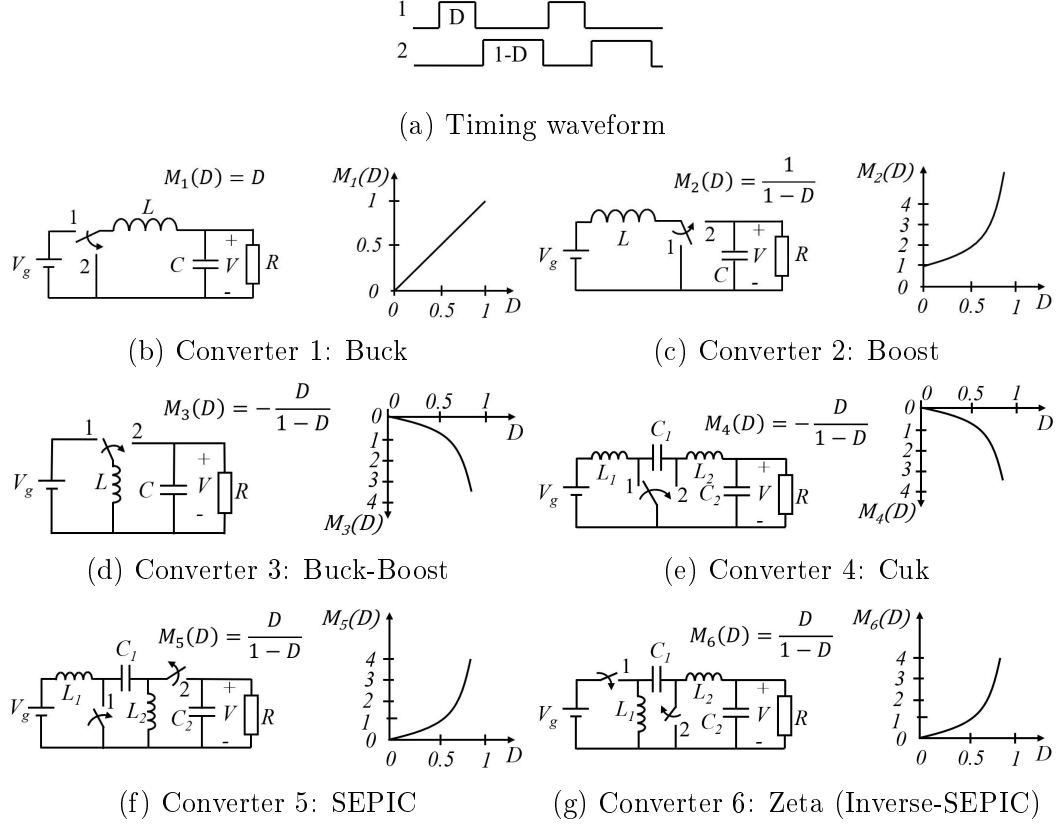 1
D
2
1-D
(a) Timing waveform
M₁(D) = D
L
1
2
V_g
C
+
V
-
R
M₁(D)
1
0.5
0
0
0.5
1
D
M₂(D) = 1/(1 − D)
L
1
2
V_g
C
+
V
-
R
M₂(D)
4
3
2
1
0
0
0.5
1
D
(b) Converter 1: Buck
(c) Converter 2: Boost
M₃(D) = − D/(1 − D)
1
2
V_g
L
C
+
V
-
R
0
0.5
1
D
0
1
2
3
4
M₃(D)
M₄(D) = − D/(1 − D)
C₁
L₁
L₂
1
2
V_g
C₂
+
V
-
R
0
0.5
1
D
0
1
2
3
4
M₄(D)
(d) Converter 3: Buck-Boost
(e) Converter 4: Cuk
M₅(D) = D/(1 − D)
C₁
L₁
1
2
V_g
L₂
C₂
+
V
-
R
M₅(D)
4
3
2
1
0
0
0.5
1
D
M₆(D) = D/(1 − D)
1
C₁
L₂
V_g
L₁
2
C₂
+
V
-
R
M₆(D)
4
3
2
1
0
0
0.5
1
D
(f) Converter 5: SEPIC
(g) Converter 6: Zeta (Inverse-SEPIC)